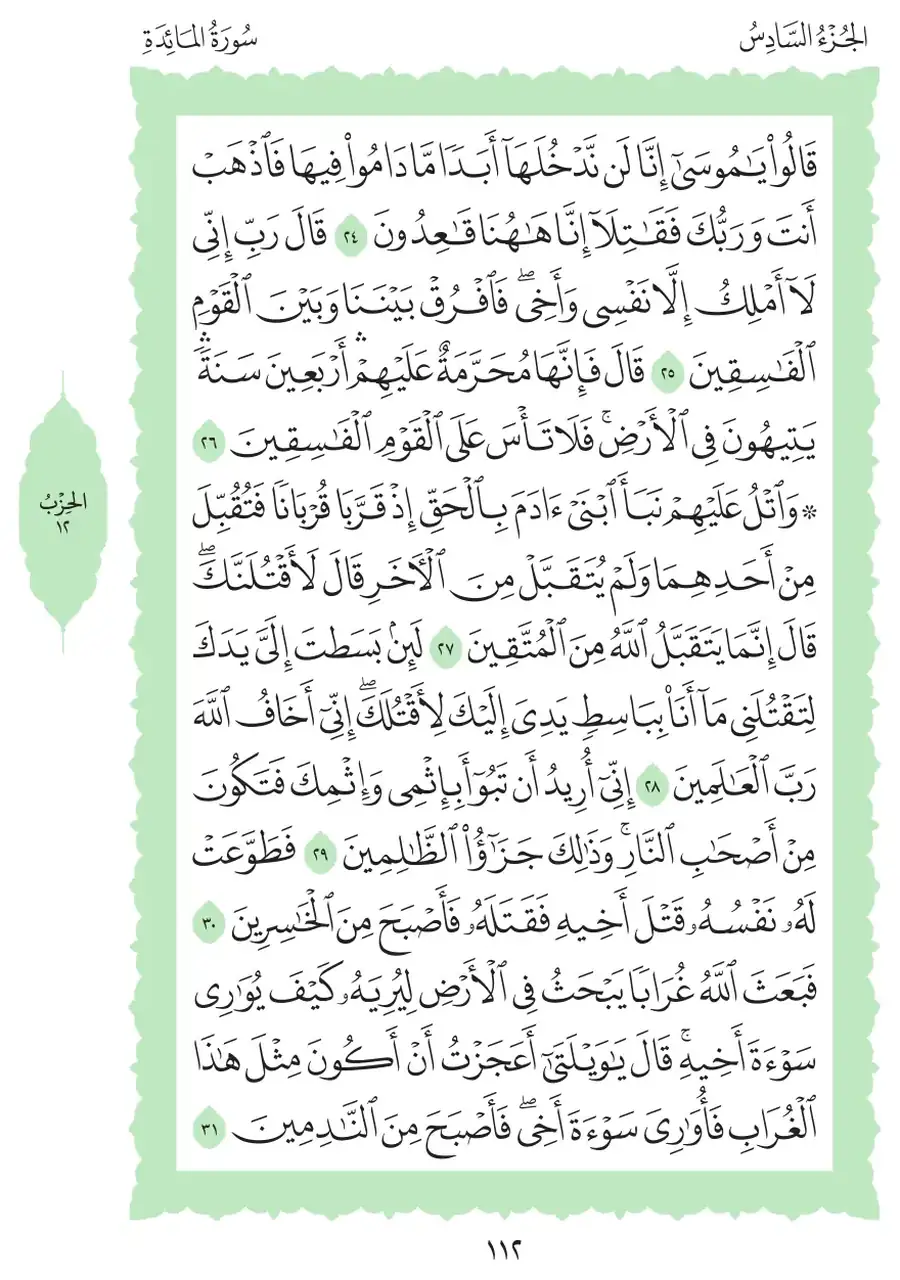 الجُزْءُ السَّادِسُ
سُورَةُ المَائِدَةِ
قَالُواْ يَٰمُوسَىٰٓ إِنَّا لَن نَّدۡخُلَهَآ أَبَدٗا مَّا دَامُواْ فِيهَا فَٱذۡهَبۡ
أَنتَ وَرَبُّكَ فَقَٰتِلَآ إِنَّا هَٰهُنَا قَٰعِدُونَ ٢٤ قَالَ رَبِّ إِنِّي
لَآ أَمۡلِكُ إِلَّا نَفۡسِي وَأَخِيۖ فَٱفۡرُقۡ بَيۡنَنَا وَبَيۡنَ ٱلۡقَوۡمِ
ٱلۡفَٰسِقِينَ ٢٥ قَالَ فَإِنَّهَا مُحَرَّمَةٌ عَلَيۡهِمۡۛ أَرۡبَعِينَ سَنَةٗۛ
يَتِيهُونَ فِي ٱلۡأَرۡضِۚ فَلَا تَأۡسَ عَلَى ٱلۡقَوۡمِ ٱلۡفَٰسِقِينَ ٢٦
* وَٱتۡلُ عَلَيۡهِمۡ نَبَأَ ٱبۡنَيۡ ءَادَمَ بِٱلۡحَقِّ إِذۡ قَرَّبَا قُرۡبَانٗا فَتُقُبِّلَ
مِنۡ أَحَدِهِمَا وَلَمۡ يُتَقَبَّلۡ مِنَ ٱلۡأٓخَرِ قَالَ لَأَقۡتُلَنَّكَۖ
قَالَ إِنَّمَا يَتَقَبَّلُ ٱللَّهُ مِنَ ٱلۡمُتَّقِينَ ٢٧ لَئِنۢ بَسَطتَ إِلَيَّ يَدَكَ
لِتَقۡتُلَنِي مَآ أَنَا۠ بِبَاسِطٖ يَدِيَ إِلَيۡكَ لِأَقۡتُلَكَۖ إِنِّيٓ أَخَافُ ٱللَّهَ
رَبَّ ٱلۡعَٰلَمِينَ ٢٨ إِنِّيٓ أُرِيدُ أَن تَبُوٓأَ بِإِثۡمِي وَإِثۡمِكَ فَتَكُونَ
مِنۡ أَصۡحَٰبِ ٱلنَّارِۚ وَذَٰلِكَ جَزَٰٓؤُاْ ٱلظَّٰلِمِينَ ٢٩ فَطَوَّعَتۡ
لَهُۥ نَفۡسُهُۥ قَتۡلَ أَخِيهِ فَقَتَلَهُۥ فَأَصۡبَحَ مِنَ ٱلۡخَٰسِرِينَ ٣٠
فَبَعَثَ ٱللَّهُ غُرَابٗا يَبۡحَثُ فِي ٱلۡأَرۡضِ لِيُرِيَهُۥ كَيۡفَ يُوَٰرِي
سَوۡءَةَ أَخِيهِۚ قَالَ يَٰوَيۡلَتَىٰٓ أَعَجَزۡتُ أَنۡ أَكُونَ مِثۡلَ هَٰذَا
ٱلۡغُرَابِ فَأُوَٰرِيَ سَوۡءَةَ أَخِيۖ فَأَصۡبَحَ مِنَ ٱلنَّٰدِمِينَ ٣١
الحِزْبُ
١٢
١١٢